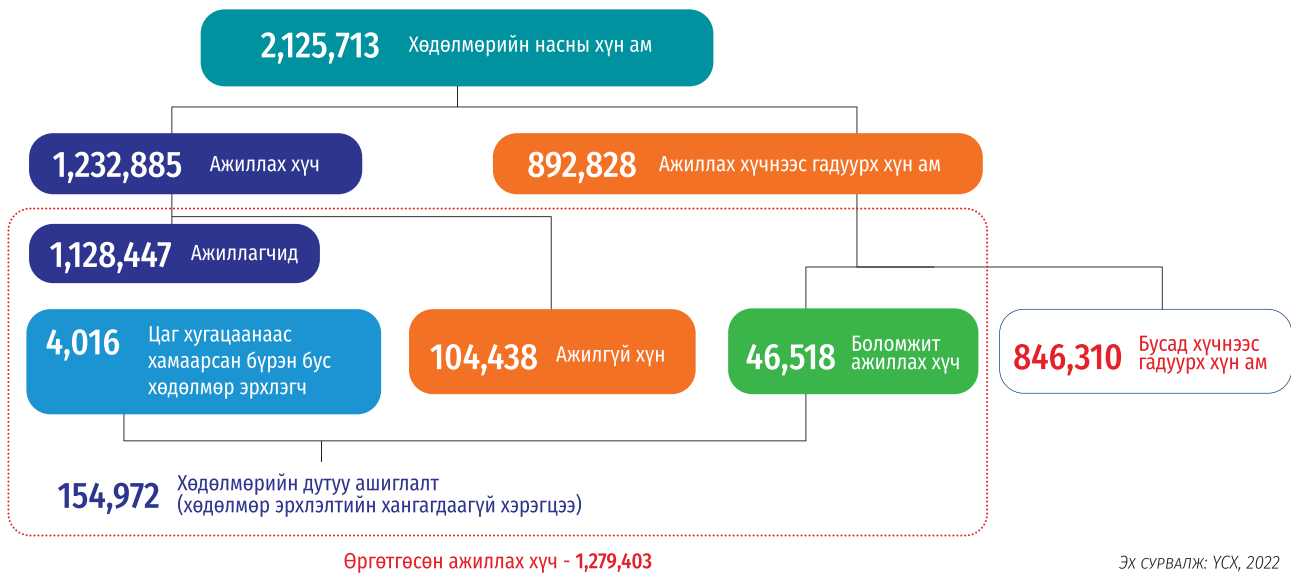 2,125,713 Хөдөлмөрийн насны хүн ам
1,232,885 Ажиллах хүч
892,828 Ажиллах хүчнээс гадуурх хүн ам
1,128,447 Ажиллагчид
4,016 Цаг хугацаанаас
хамаарсан бүрэн бус
хөдөлмөр эрхлэгч
104,438 Ажилгүй хүн
46,518 Боломжит
ажиллах хүч
846,310 Бусад хүчнээс
гадуурх хүн ам
154,972 Хөдөлмөрийн дутуу ашиглалт
(хөдөлмөр эрхлэлтийн хангагдаагүй хэрэгцээ)
Өргөтгөсөн ажиллах хүч - 1,279,403
Эх сурвалж: ҮСХ, 2022